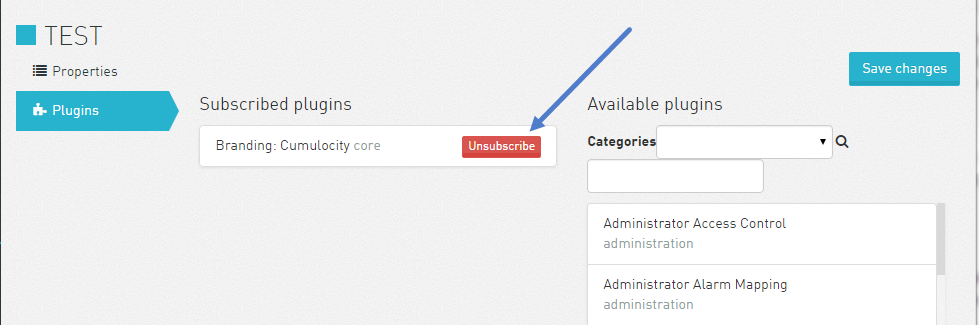 TEST
Properties
Plugins
Save changes
Subscribed plugins
Branding: Cumulocity core
Unsubscribe
Available plugins
Categories
Administrator Access Control
administration
Administrator Alarm Mapping
administration